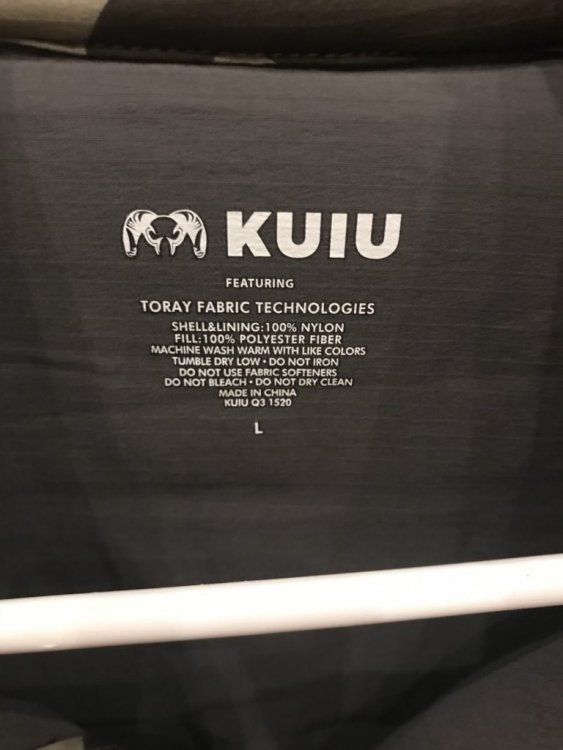 KUIU
FEATURING
TORAY FABRIC TECHNOLOGIES
SHELL&LINING:100% NYLON
FILL:100% POLYESTER FIBER
MACHINE WASH WARM WITH LIKE COLORS
TUMBLE DRY LOW • DO NOT IRON
DO NOT USE FABRIC SOFTENERS
DO NOT BLEACH • DO NOT DRY CLEAN
MADE IN CHINA
KUIU Q3 1520
L